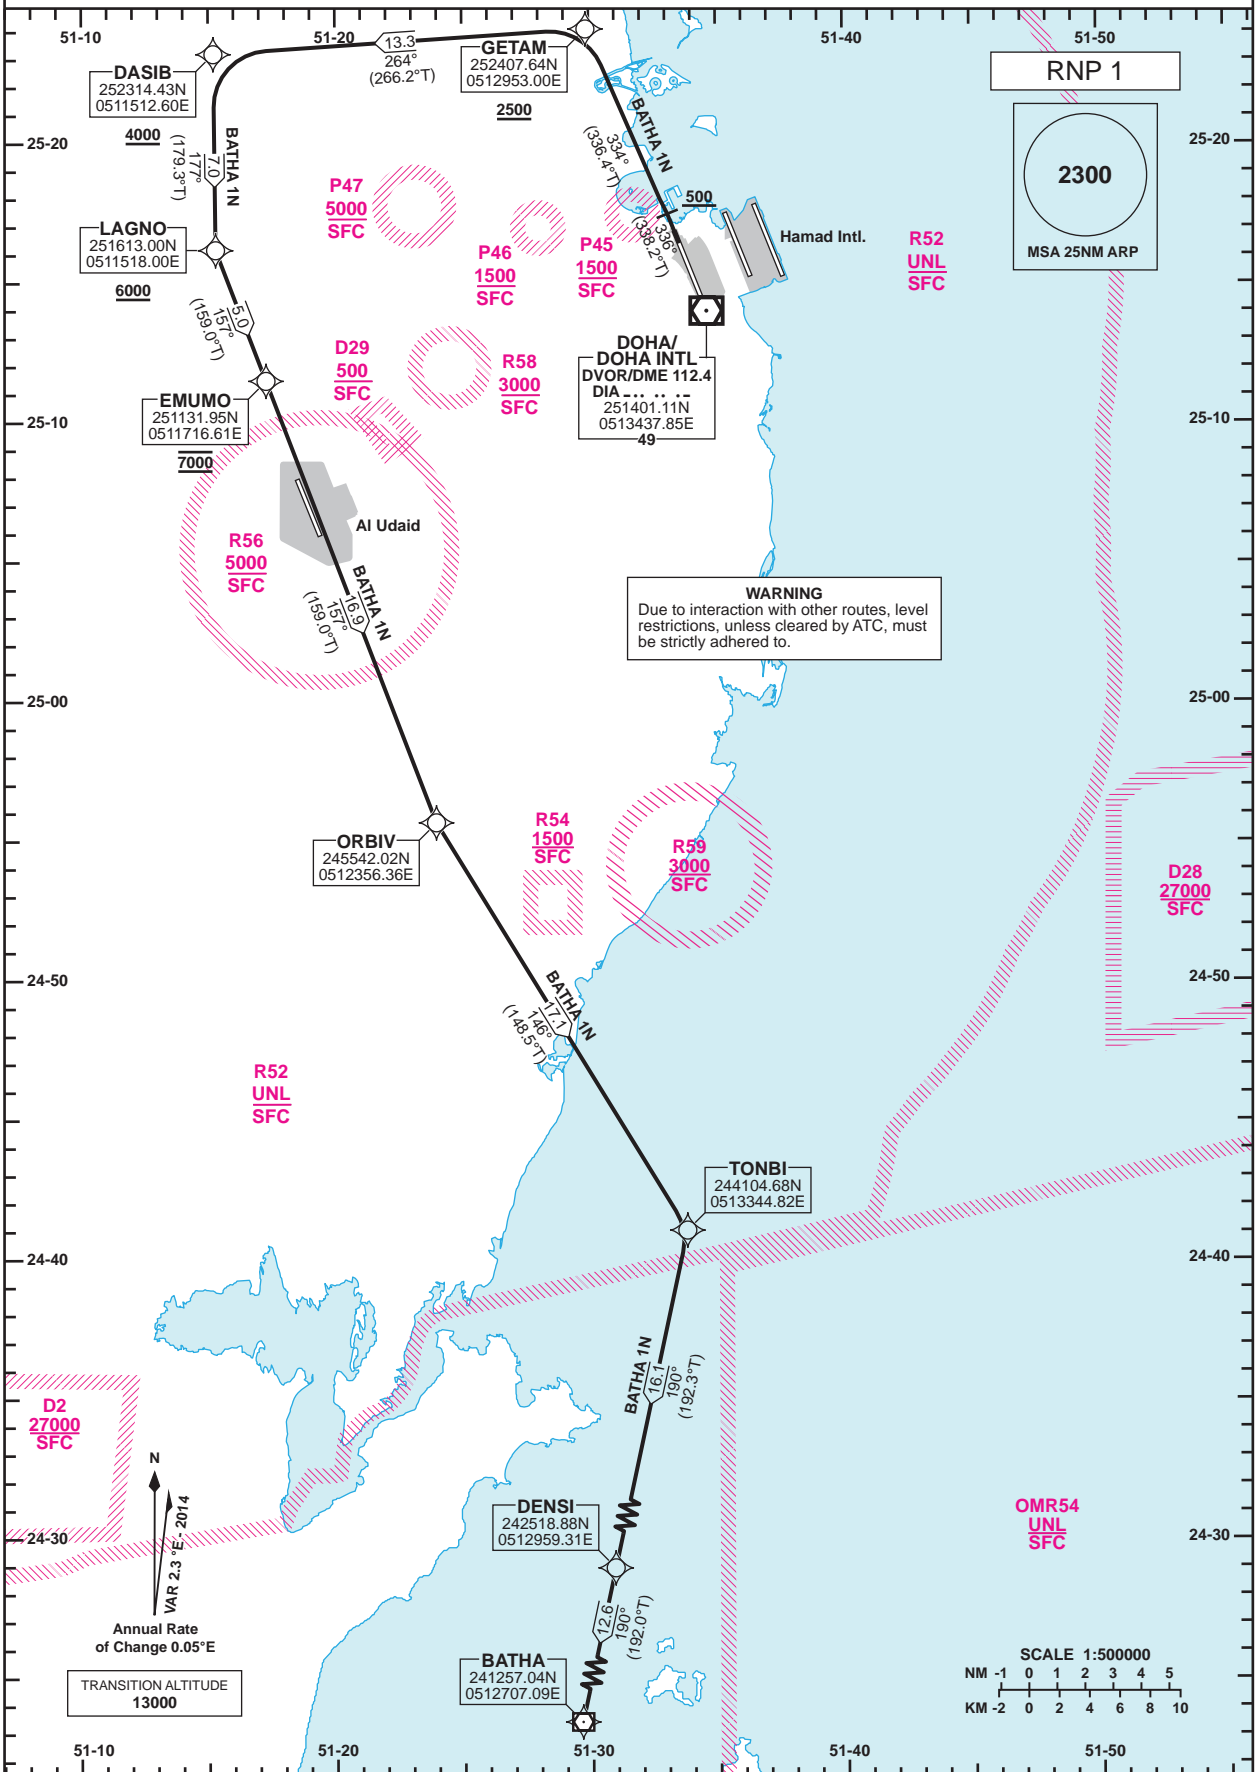 51-10
51-20
51-40
51-50
RNP 1
2300
MSA 25NM ARP
13.3
264°
(266.2°T)
GETAM
252407.64N
0512953.00E
2500
DASIB
252314.43N
0511512.60E
4000
BATHA 1N
7.0
177°
(179.3°T)
BATHA 1N
334°
(336.4°T)
500
336°
(338.2°T)
25-20
25-20
P47
5000
SFC
P46
1500
SFC
P45
1500
SFC
Hamad Intl.
R52
UNL
SFC
LAGNO
251613.00N
0511518.00E
6000
5.0
157°
(159.0°T)
D29
500
SFC
R58
3000
SFC
DOHA/
DOHA INTL
DVOR/DME 112.4
DIA -.. .. .-
251401.11N
0513437.85E
49
EMUMO
251131.95N
0511716.61E
7000
25-10
25-10
Al Udaid
R56
5000
SFC
BATHA 1N
16.9
157°
(159.0°T)
WARNING
Due to interaction with other routes, level
restrictions, unless cleared by ATC, must
be strictly adhered to.
25-00
25-00
ORBIV
245542.02N
0512356.36E
R54
1500
SFC
R59
3000
SFC
D28
27000
SFC
24-50
24-50
BATHA 1N
17.1
146°
(148.5°T)
R52
UNL
SFC
TONBI
244104.68N
0513344.82E
24-40
24-40
BATHA 1N
16.1
190°
(192.3°T)
D2
27000
SFC
N
VAR 2.3 °E - 2014
Annual Rate
of Change 0.05°E
TRANSITION ALTITUDE
13000
24-30
24-30
DENSI
242518.88N
0512959.31E
OMR54
UNL
SFC
12.6
190°
(192.0°T)
BATHA
241257.04N
0512707.09E
SCALE 1:500000
NM -1 0 1 2 3 4 5
KM -2 0 2 4 6 8 10
51-10
51-20
51-30
51-40
51-50